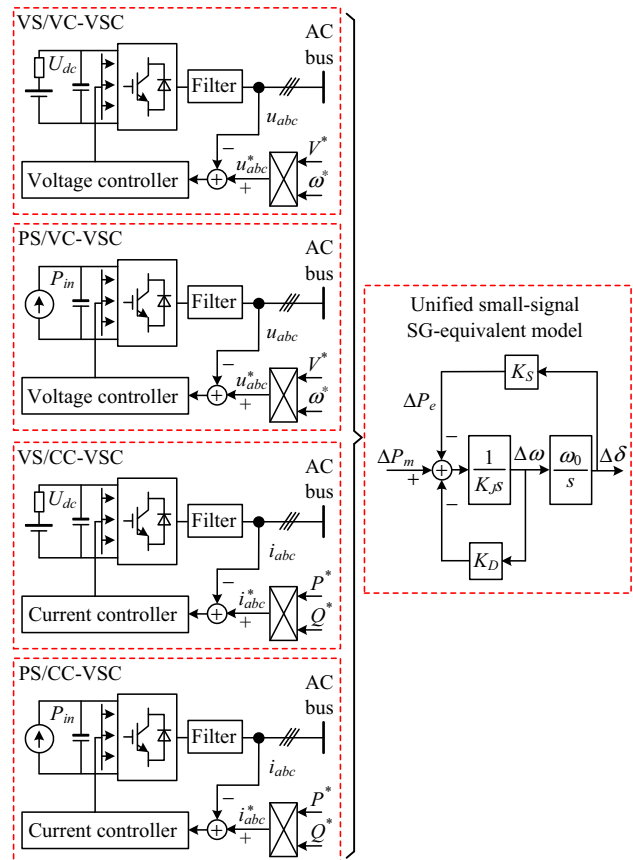 VS/VC-VSC
AC
bus
U_dc
Filter
u_abc
−
V^*
u^*_abc
+
ω^*
Voltage controller
PS/VC-VSC
AC
bus
P_in
Filter
u_abc
−
V^*
u^*_abc
+
ω^*
Voltage controller
VS/CC-VSC
AC
bus
U_dc
Filter
i_abc
−
P^*
i^*_abc
+
Q^*
Current controller
PS/CC-VSC
AC
bus
P_in
Filter
i_abc
−
P^*
i^*_abc
+
Q^*
Current controller
Unified small-signal
SG-equivalent model
K_S
ΔP_e
−
ΔP_m
+
1
K_J s
Δω
ω_0
s
Δδ
−
K_D